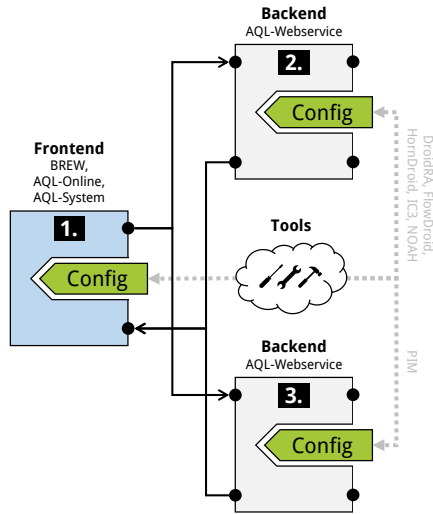 Backend
AQL-Webservice
2.
Config
Frontend
BREW,
AQL-Online,
AQL-System
1.
Config
Tools
DroidRA, FlowDroid,
HornDroid, IC3, NOAH
PIM
Backend
AQL-Webservice
3.
Config